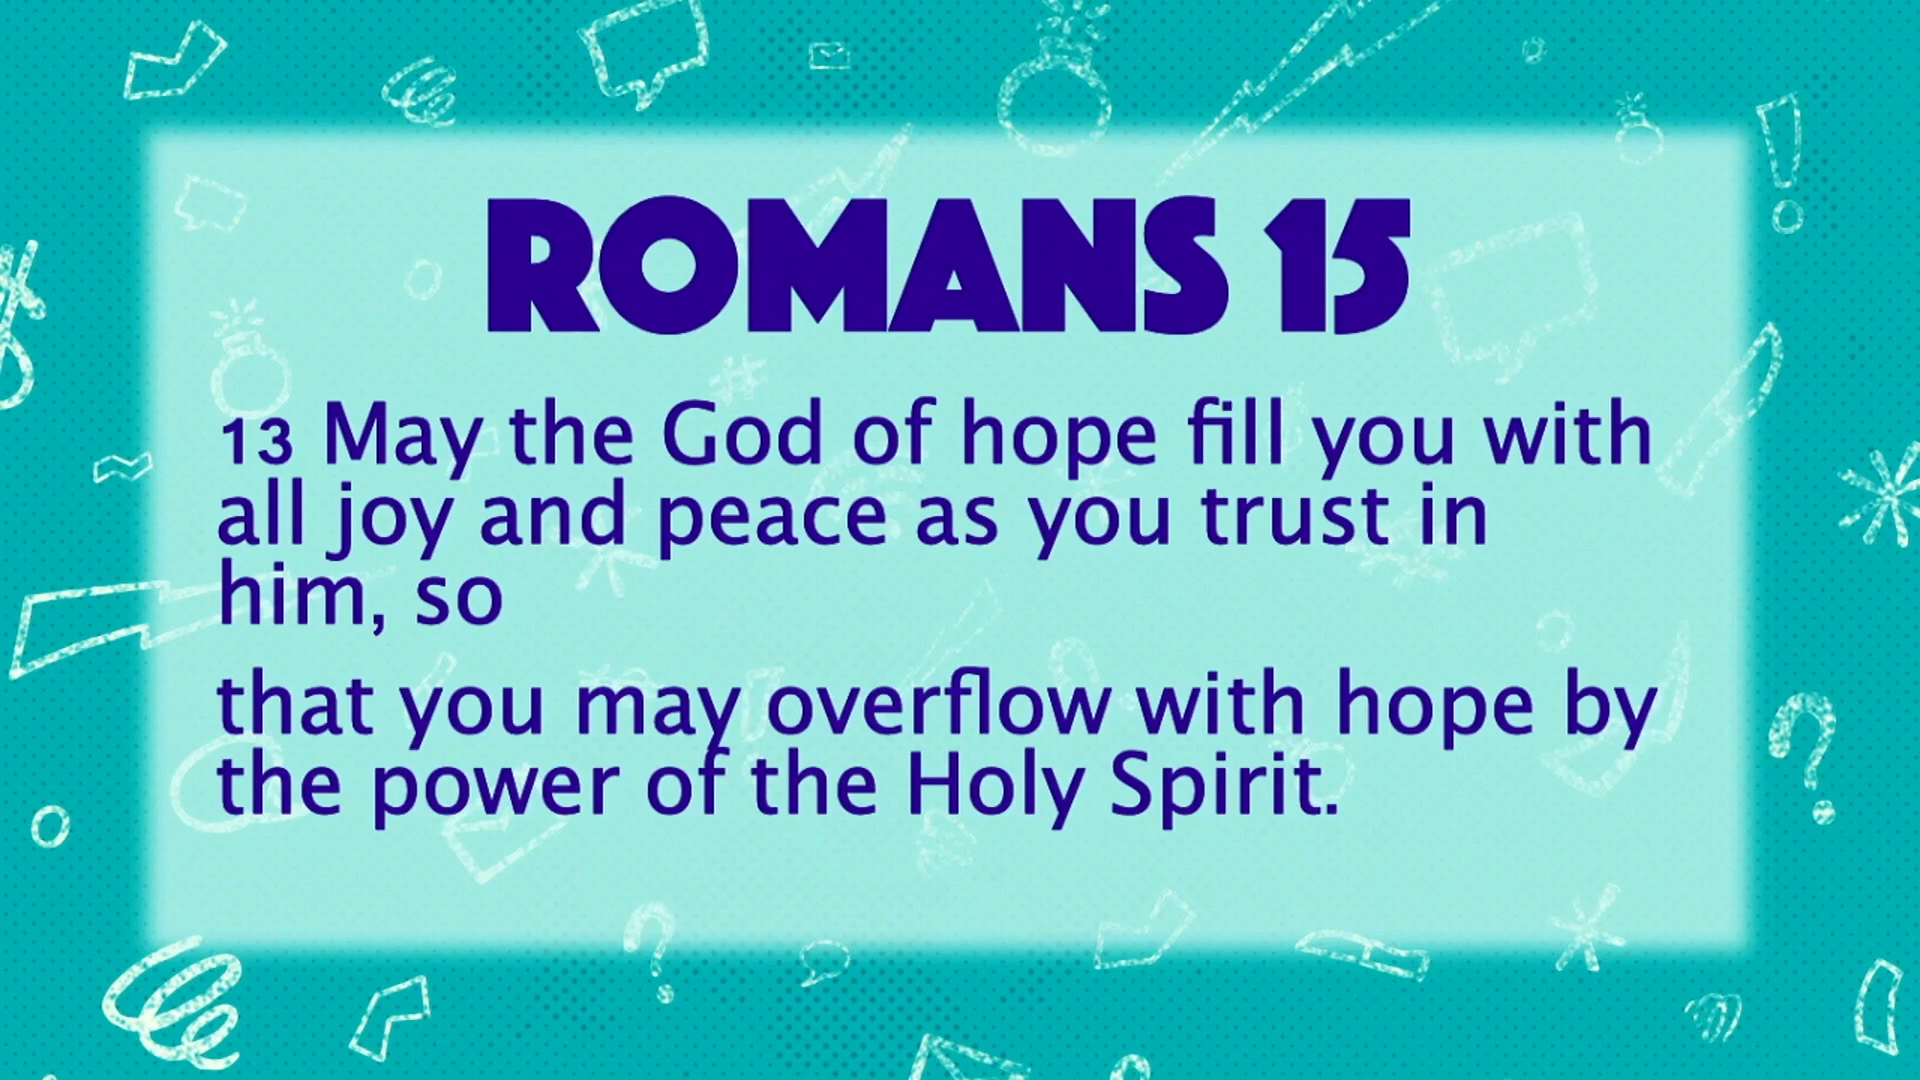 ROMANS 15
13 May the God of hope fill you with
all joy and peace as you trust in
him, so
that you may overflow with hope by
the power of the Holy Spirit.